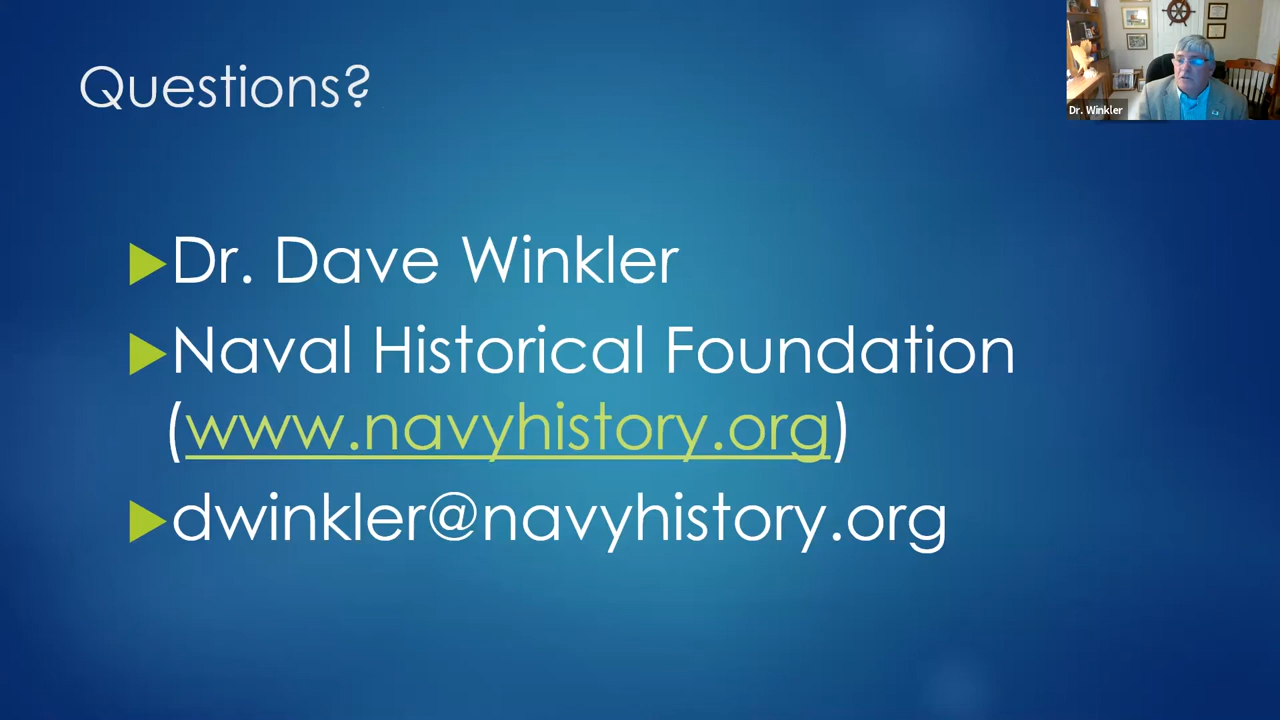 Questions?
Dr. Winkler
Dr. Dave Winkler
Naval Historical Foundation
(www.navyhistory.org)
dwinkler@navyhistory.org